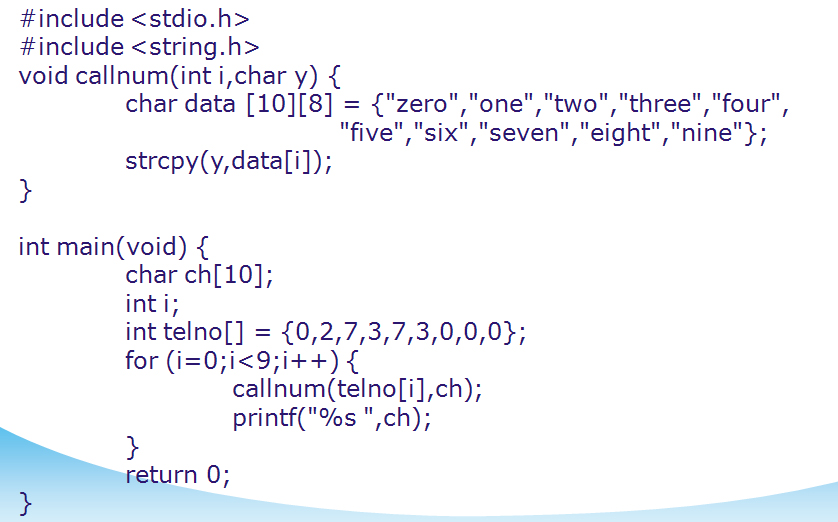 #include <stdio.h>
#include <string.h>
void callnum(int i,char y) {
char data [10][8] = {"zero","one","two","three","four",
"five","six","seven","eight","nine"};
strcpy(y,data[i]);
}
int main(void) {
char ch[10];
int i;
int telno[] = {0,2,7,3,7,3,0,0,0};
for (i=0;i<9;i++) {
callnum(telno[i],ch);
printf("%s ",ch);
}
return 0;
}